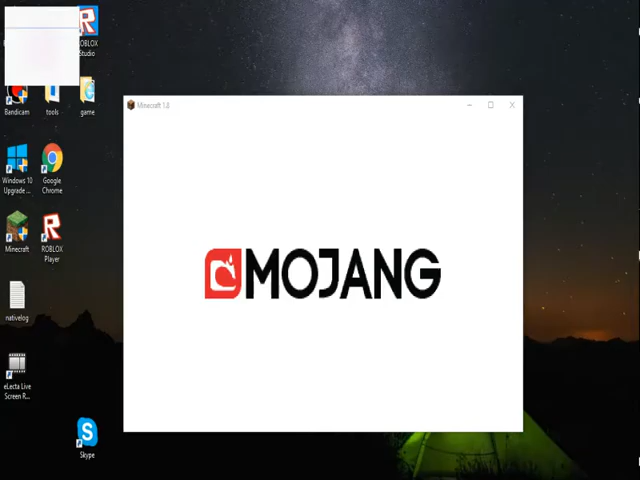 ROBLOX
Studio
Bandicam
tools
game
Minecraft 1.8
Windows 10
Upgrade ...
Google
Chrome
MOJANG
Minecraft
ROBLOX
Player
nativelog
eLecta Live
Screen R...
Skype